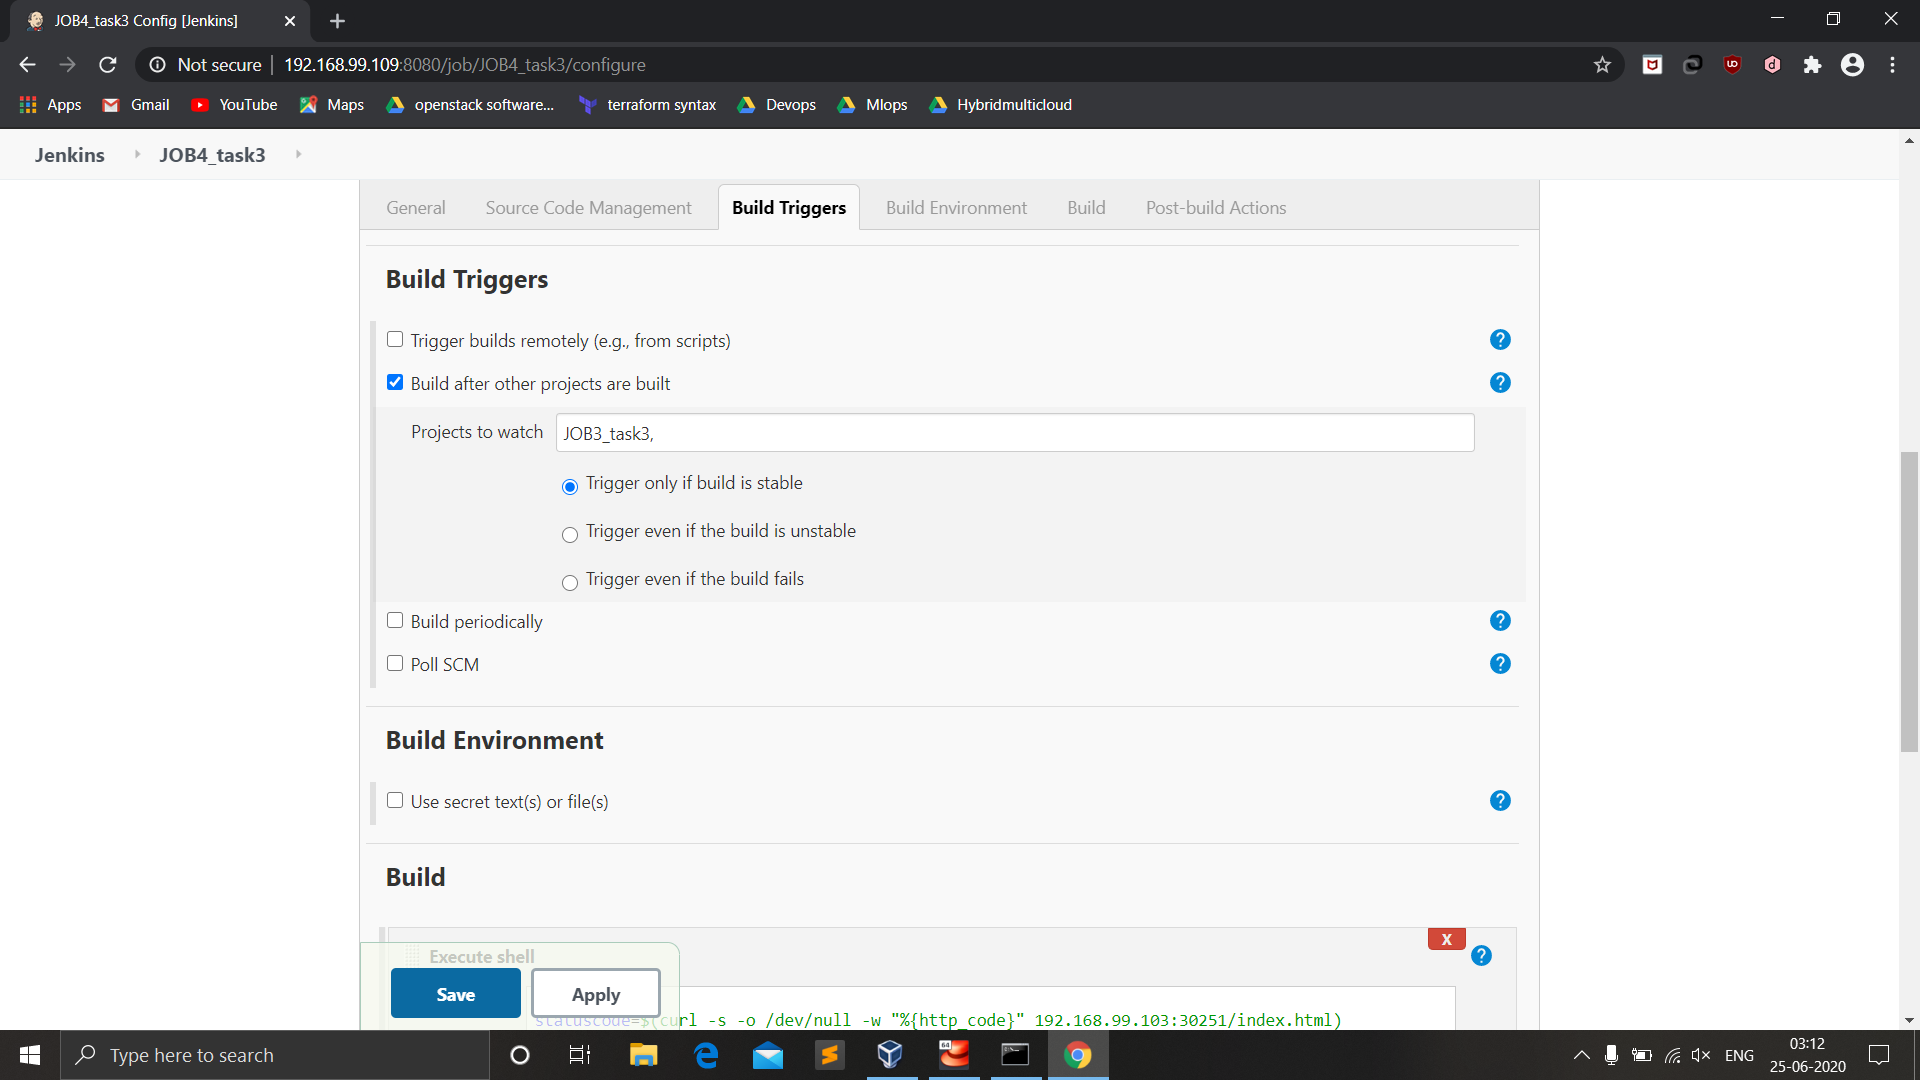 JOB4_task3 Config [Jenkins]
Not secure 192.168.99.109:8080/job/JOB4_task3/configure
Apps Gmail YouTube Maps openstack software... terraform syntax Devops Mlops Hybridmulticloud
Jenkins JOB4_task3
General Source Code Management Build Triggers Build Environment Build Post-build Actions
Build Triggers
Trigger builds remotely (e.g., from scripts)
Build after other projects are built
Projects to watch JOB3_task3,
Trigger only if build is stable
Trigger even if the build is unstable
Trigger even if the build fails
Build periodically
Poll SCM
Build Environment
Use secret text(s) or file(s)
Build
X
Execute shell
Save Apply
statuscode=$(curl -s -o /dev/null -w "%{http_code}" 192.168.99.103:30251/index.html)
Type here to search
64
ENG
03:12
25-06-2020